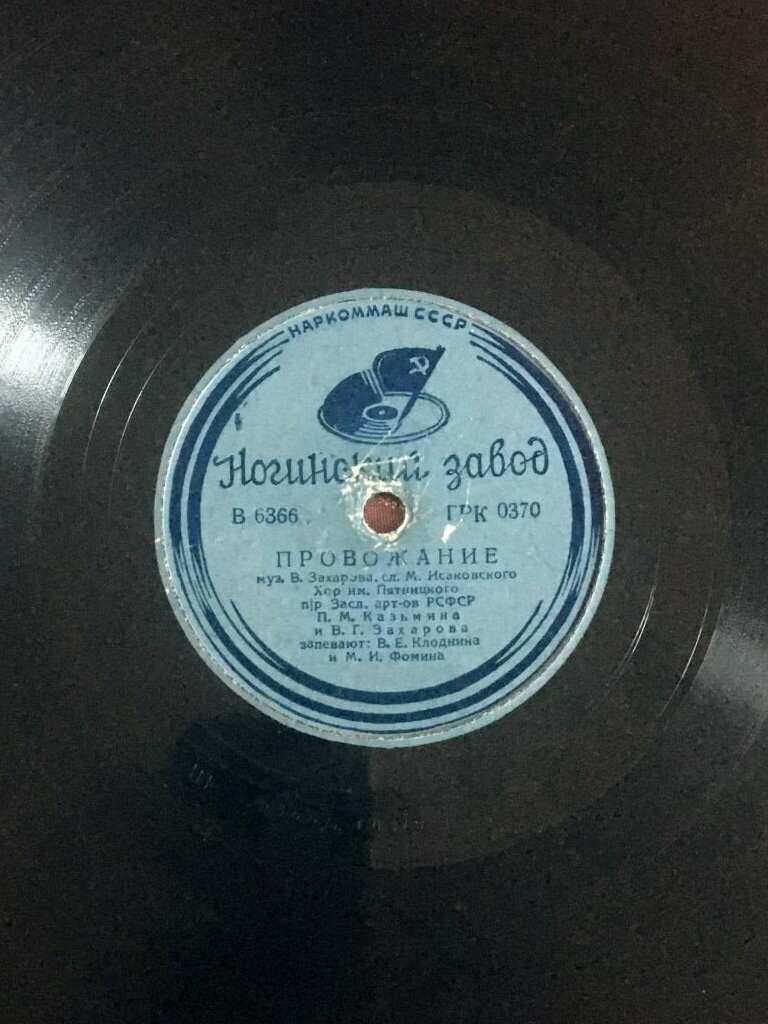 НАРКОММАШ СССР
Ногинский завод
В 6366 ГРК 0370
ПРОВОЖАНИЕ
муз. В. Захарова, сл. М. Исаковского
Хор им. Пятницкого
п/р Засл. арт-ов РСФСР
П. М. Казьмина
и В. Г. Захарова
запевают: В. Е. Клоднина
и М. И. Фомина